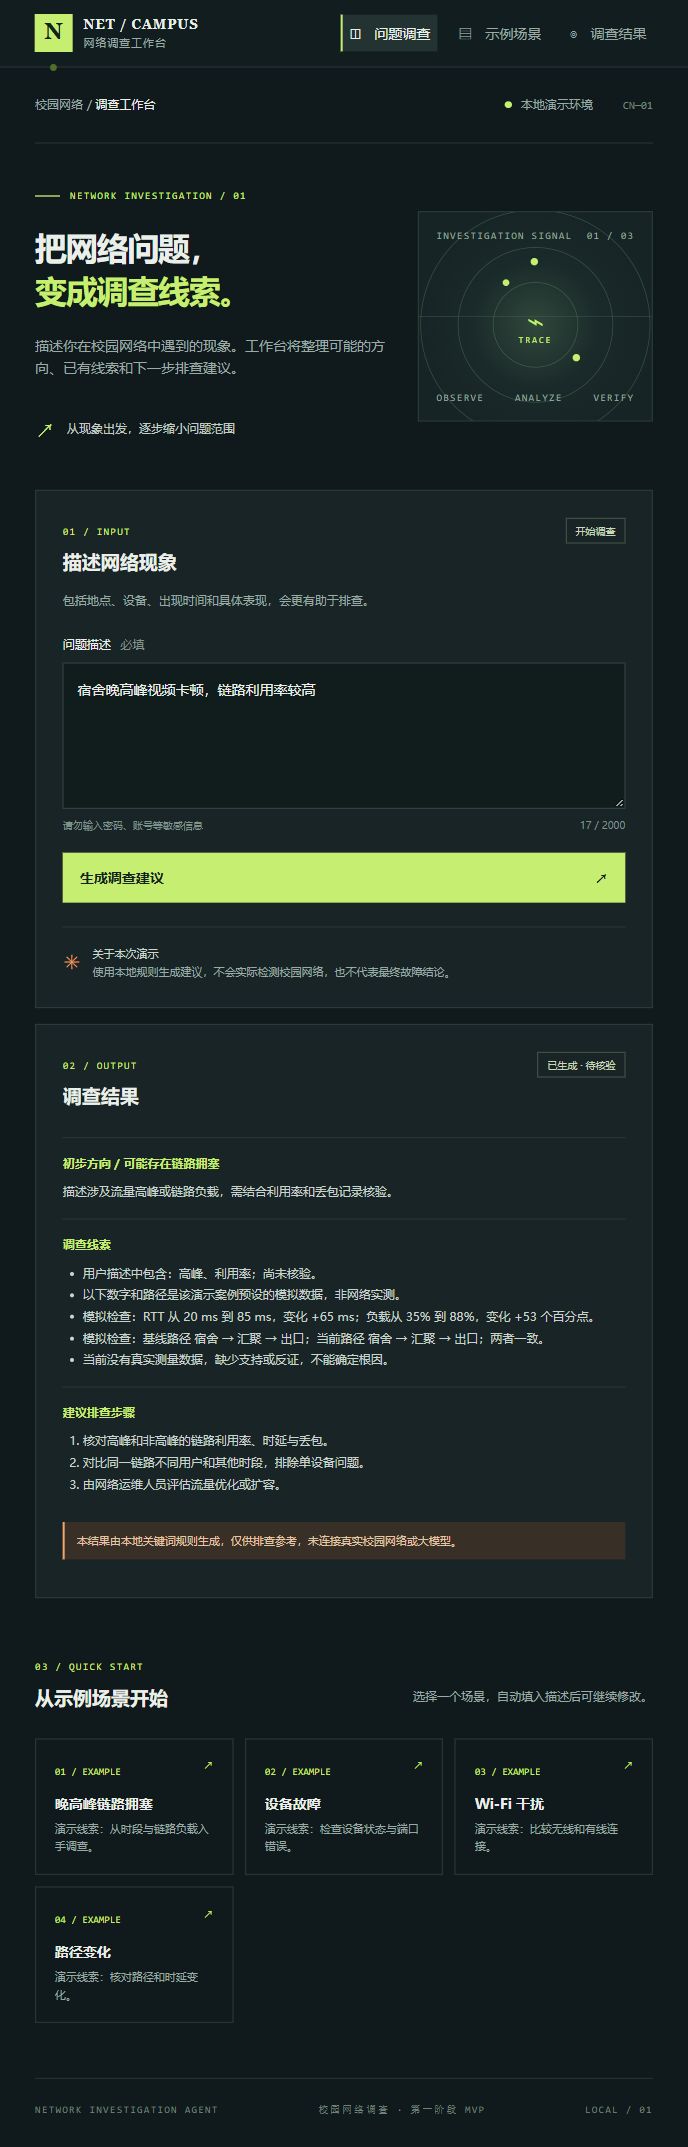 N
NET / CAMPUS
网络调查工作台
问题调查
示例场景
调查结果
校园网络 / 调查工作台
本地演示环境
CN—01
NETWORK INVESTIGATION / 01
把网络问题，
变成调查线索。
描述你在校园网络中遇到的现象。工作台将整理可能的方
向、已有线索和下一步排查建议。
↗ 从现象出发，逐步缩小问题范围
INVESTIGATION SIGNAL 01 / 03
TRACE
OBSERVE ANALYZE VERIFY
01 / INPUT
开始调查
描述网络现象
包括地点、设备、出现时间和具体表现，会更有助于排查。
问题描述 必填
宿舍晚高峰视频卡顿，链路利用率较高
请勿输入密码、账号等敏感信息
17 / 2000
生成调查建议 ↗
关于本次演示
使用本地规则生成建议，不会实际检测校园网络，也不代表最终故障结论。
02 / OUTPUT
已生成 · 待核验
调查结果
初步方向 / 可能存在链路拥塞
描述涉及流量高峰或链路负载，需结合利用率和丢包记录核验。
调查线索
• 用户描述中包含：高峰、利用率；尚未核验。
• 以下数字和路径是该演示案例预设的模拟数据，非网络实测。
• 模拟检查：RTT 从 20 ms 到 85 ms，变化 +65 ms；负载从 35% 到 88%，变化 +53 个百分点。
• 模拟检查：基线路径 宿舍 → 汇聚 → 出口；当前路径 宿舍 → 汇聚 → 出口；两者一致。
• 当前没有真实测量数据，缺少支持或反证，不能确定根因。
建议排查步骤
1. 核对高峰和非高峰的链路利用率、时延与丢包。
2. 对比同一链路不同用户和其他时段，排除单设备问题。
3. 由网络运维人员评估流量优化或扩容。
本结果由本地关键词规则生成，仅供排查参考，未连接真实校园网络或大模型。
03 / QUICK START
从示例场景开始
选择一个场景，自动填入描述后可继续修改。
01 / EXAMPLE ↗
晚高峰链路拥塞
演示线索：从时段与链路负载入
手调查。
02 / EXAMPLE ↗
设备故障
演示线索：检查设备状态与端口
错误。
03 / EXAMPLE ↗
Wi-Fi 干扰
演示线索：比较无线和有线连
接。
04 / EXAMPLE ↗
路径变化
演示线索：核对路径和时延变
化。
NETWORK INVESTIGATION AGENT
校园网络调查 · 第一阶段 MVP
LOCAL / 01